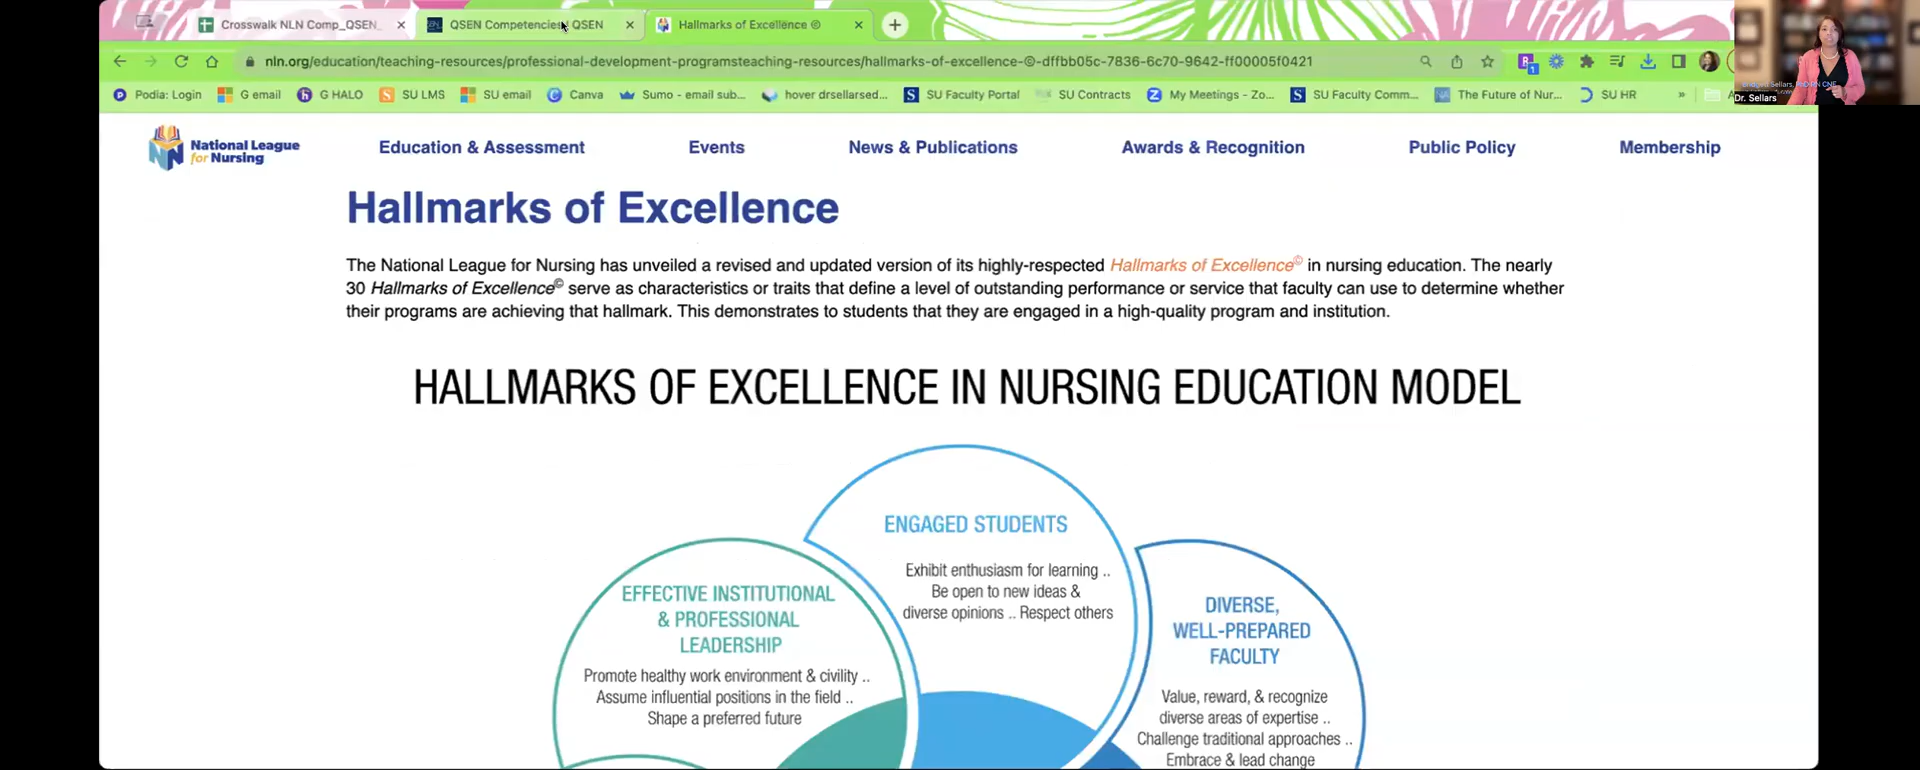 Crosswalk NLN Comp_QSEN_
QSEN Competencies QSEN
Hallmarks of Excellence ©
nln.org/education/teaching-resources/professional-development-programsteaching-resources/hallmarks-of-excellence-©-dffbb05c-7836-6c70-9642-ff00005f0421
Podia: Login
G email
G HALO
SU LMS
SU email
Canva
Sumo - email sub...
hover drsellarsed...
SU Faculty Portal
SU Contracts
My Meetings - Zo...
SU Faculty Comm...
The Future of Nur...
SU HR
»
Dr. Sellars
National League
for Nursing
Education & Assessment
Events
News & Publications
Awards & Recognition
Public Policy
Membership
Hallmarks of Excellence
The National League for Nursing has unveiled a revised and updated version of its highly-respected Hallmarks of Excellence© in nursing education. The nearly
30 Hallmarks of Excellence© serve as characteristics or traits that define a level of outstanding performance or service that faculty can use to determine whether
their programs are achieving that hallmark. This demonstrates to students that they are engaged in a high-quality program and institution.
HALLMARKS OF EXCELLENCE IN NURSING EDUCATION MODEL
ENGAGED STUDENTS
Exhibit enthusiasm for learning ..
Be open to new ideas &
diverse opinions .. Respect others
EFFECTIVE INSTITUTIONAL
& PROFESSIONAL
LEADERSHIP
Promote healthy work environment & civility ..
Assume influential positions in the field ..
Shape a preferred future
DIVERSE,
WELL-PREPARED
FACULTY
Value, reward, & recognize
diverse areas of expertise ..
Challenge traditional approaches ..
Embrace & lead change